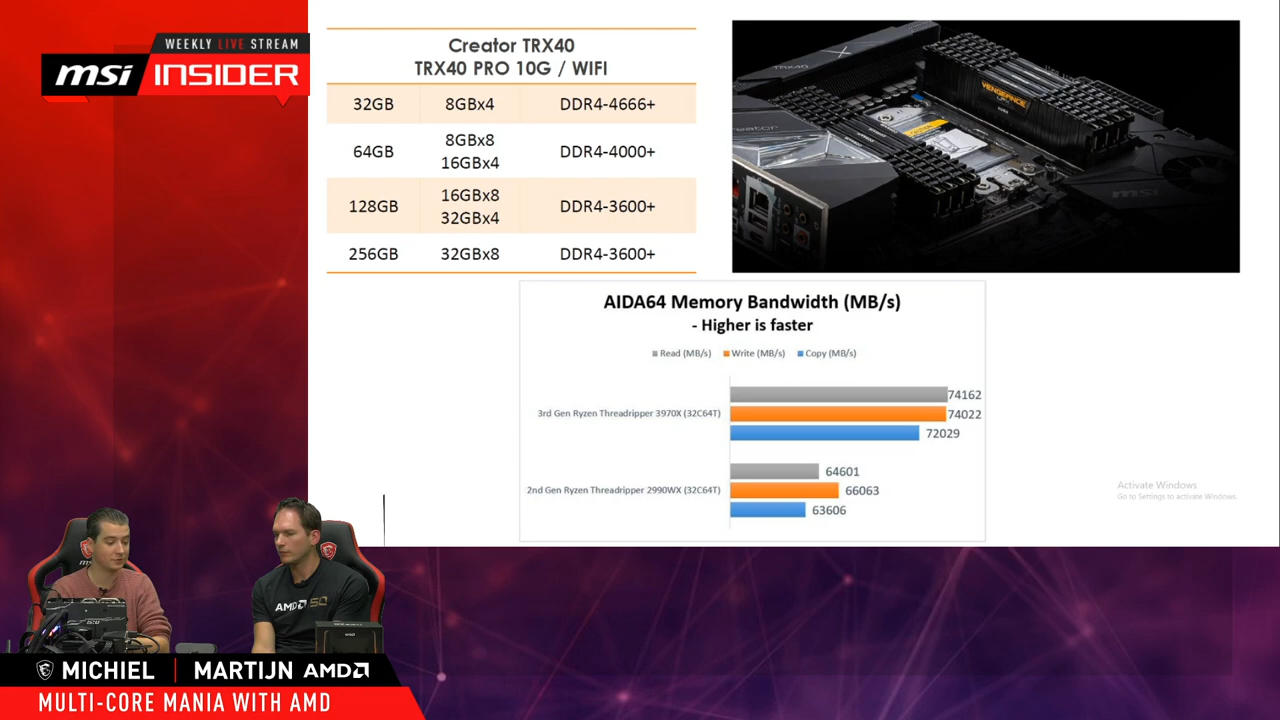 WEEKLY LIVE STREAM
msi INSIDER
Creator TRX40
TRX40 PRO 10G / WIFI
32GB 8GBx4 DDR4-4666+
64GB 8GBx8 16GBx4 DDR4-4000+
128GB 16GBx8 32GBx4 DDR4-3600+
256GB 32GBx8 DDR4-3600+
TRX40
VENGEANCE
msi
AIDA64 Memory Bandwidth (MB/s)
- Higher is faster
Read (MB/s) Write (MB/s) Copy (MB/s)
3rd Gen Ryzen Threadripper 3970X (32C64T)
74162
74022
72029
2nd Gen Ryzen Threadripper 2990WX (32C64T)
64601
66063
63606
Activate Windows
Go to Settings to activate Windows.
AMD 50
MICHIEL MARTIJN AMD
MULTI-CORE MANIA WITH AMD